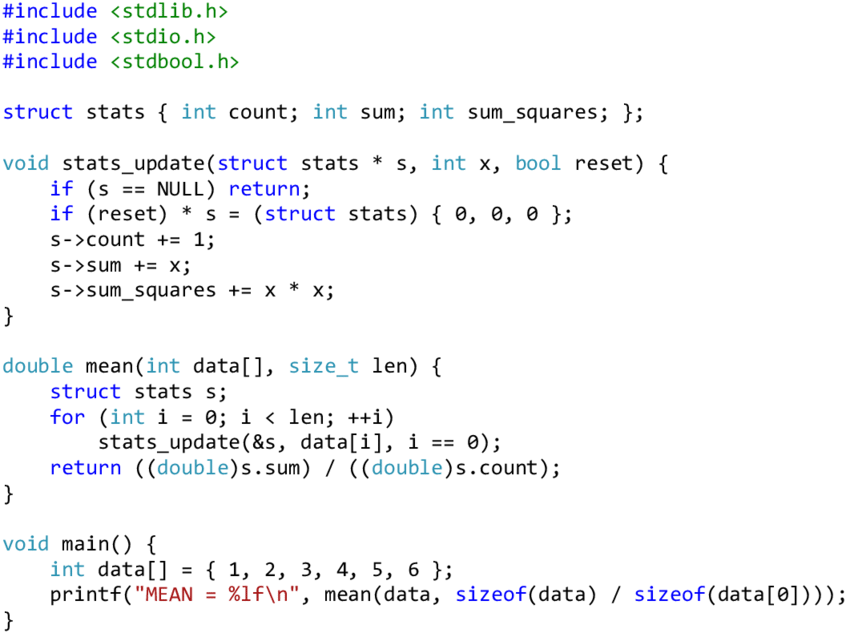 #include <stdlib.h>
#include <stdio.h>
#include <stdbool.h>

struct stats { int count; int sum; int sum_squares; };

void stats_update(struct stats * s, int x, bool reset) {
    if (s == NULL) return;
    if (reset) * s = (struct stats) { 0, 0, 0 };
    s->count += 1;
    s->sum += x;
    s->sum_squares += x * x;
}

double mean(int data[], size_t len) {
    struct stats s;
    for (int i = 0; i < len; ++i)
        stats_update(&s, data[i], i == 0);
    return ((double)s.sum) / ((double)s.count);
}

void main() {
    int data[] = { 1, 2, 3, 4, 5, 6 };
    printf("MEAN = %lf\n", mean(data, sizeof(data) / sizeof(data[0])));
}